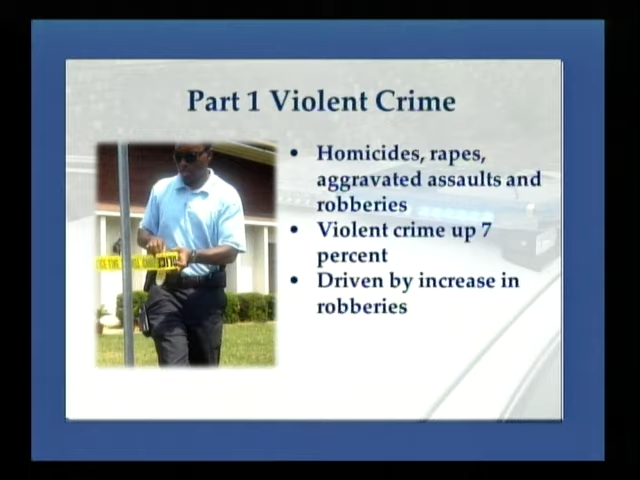 Part 1 Violent Crime
• Homicides, rapes,
aggravated assaults and
robberies
• Violent crime up 7
percent
• Driven by increase in
robberies